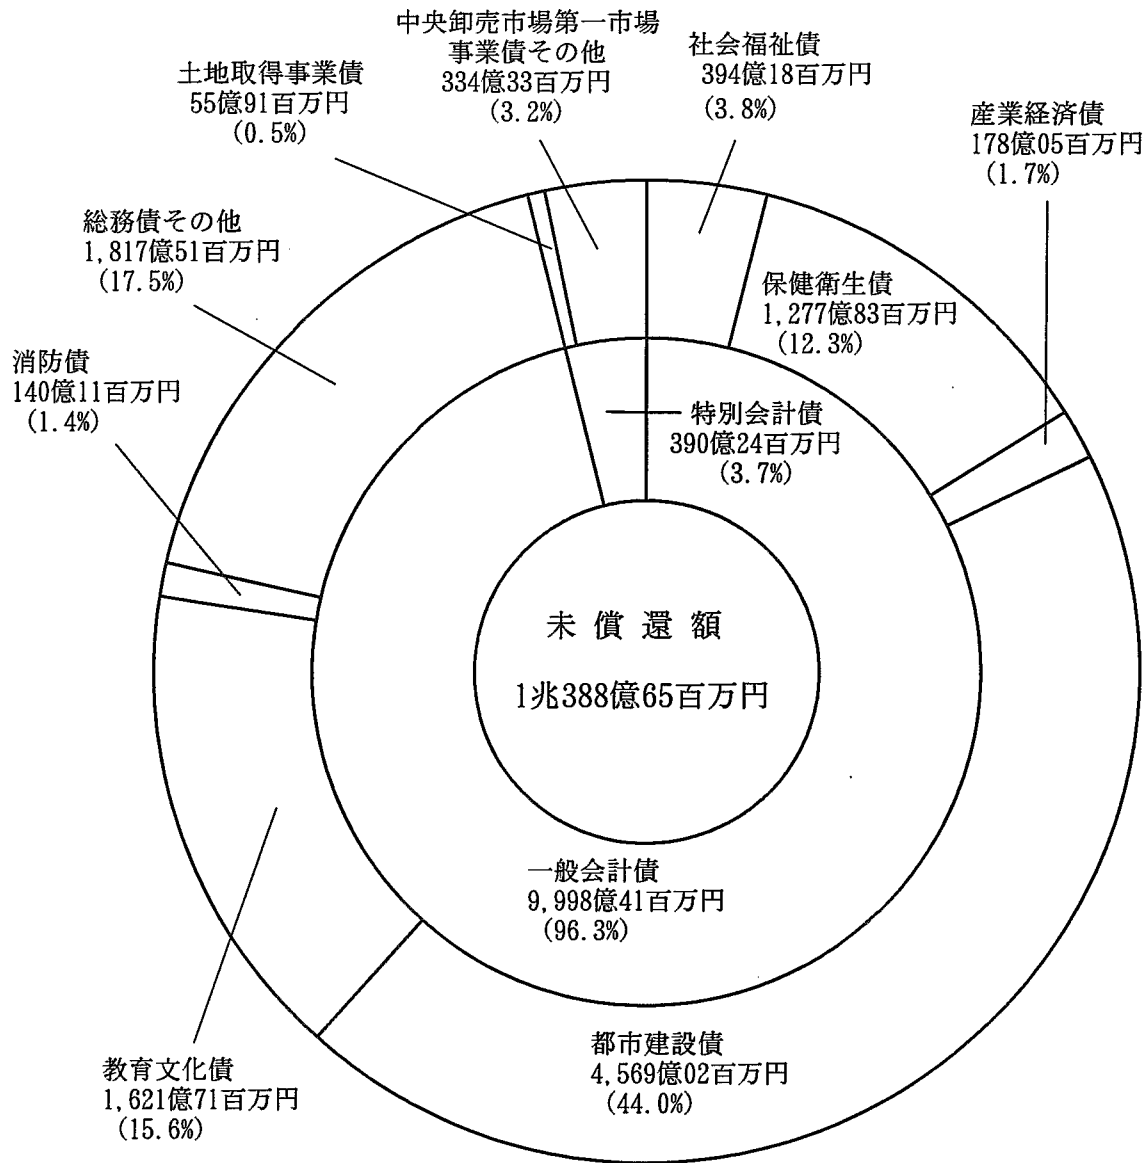 中央卸売市場第一市場
事業債その他
334億33百万円
(3.2%)
社会福祉債
394億18百万円
(3.8%)
土地取得事業債
55億91百万円
(0.5%)
産業経済債
178億05百万円
(1.7%)
総務債その他
1,817億51百万円
(17.5%)
保健衛生債
1,277億83百万円
(12.3%)
消防債
140億11百万円
(1.4%)
特別会計債
390億24百万円
(3.7%)
未償還額
1兆388億65百万円
一般会計債
9,998億41百万円
(96.3%)
都市建設債
4,569億02百万円
(44.0%)
教育文化債
1,621億71百万円
(15.6%)